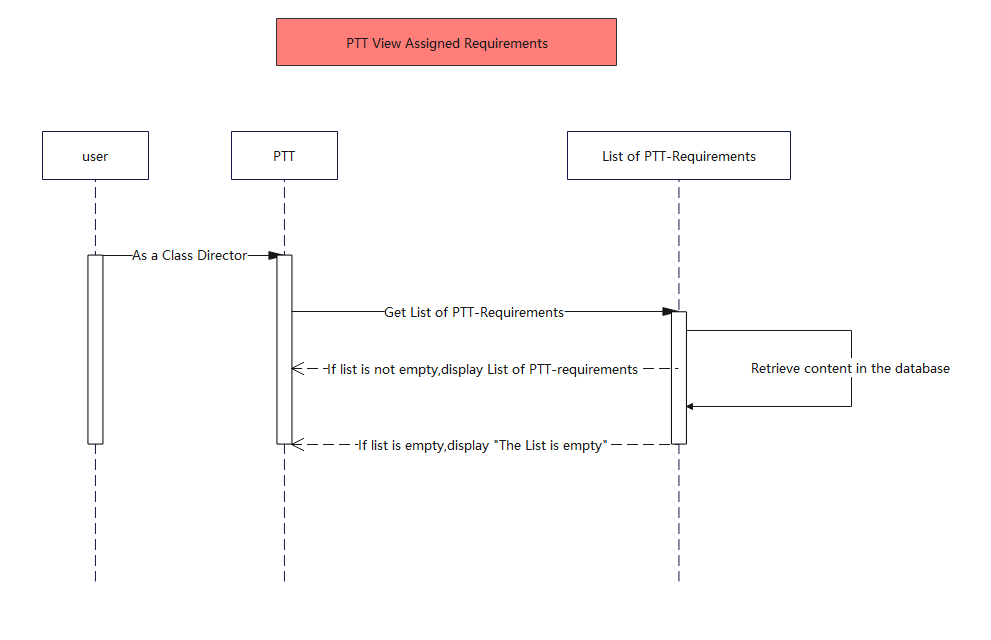 PTT View Assigned Requirements
user
PTT
List of PTT-Requirements
As a Class Director
Get List of PTT-Requirements
Retrieve content in the database
If list is not empty,display List of PTT-requirements
If list is empty,display "The List is empty"